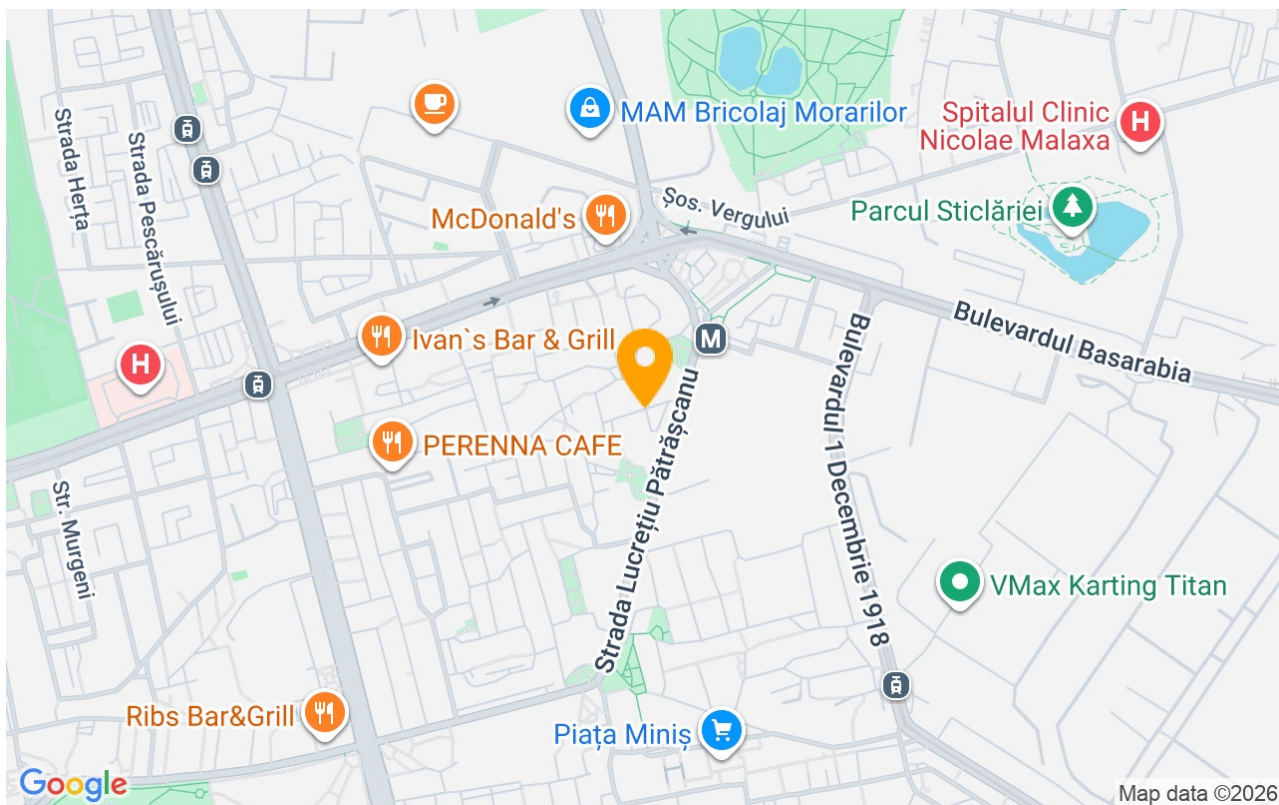 MAM Bricolaj Morarilor
Spitalul Clinic
Nicolae Malaxa
H
Strada Herța
Strada Pescărușului
McDonald's
Șos. Vergului
Parcul Sticlăriei
Ivan`s Bar & Grill
M
Bulevardul Basarabia
H
PERENNA CAFE
Strada Lucrețiu Pătrășcanu
Bulevardul 1 Decembrie 1918
Str. Murgeni
VMax Karting Titan
Ribs Bar&Grill
Piața Miniș
Google
Map data ©2026